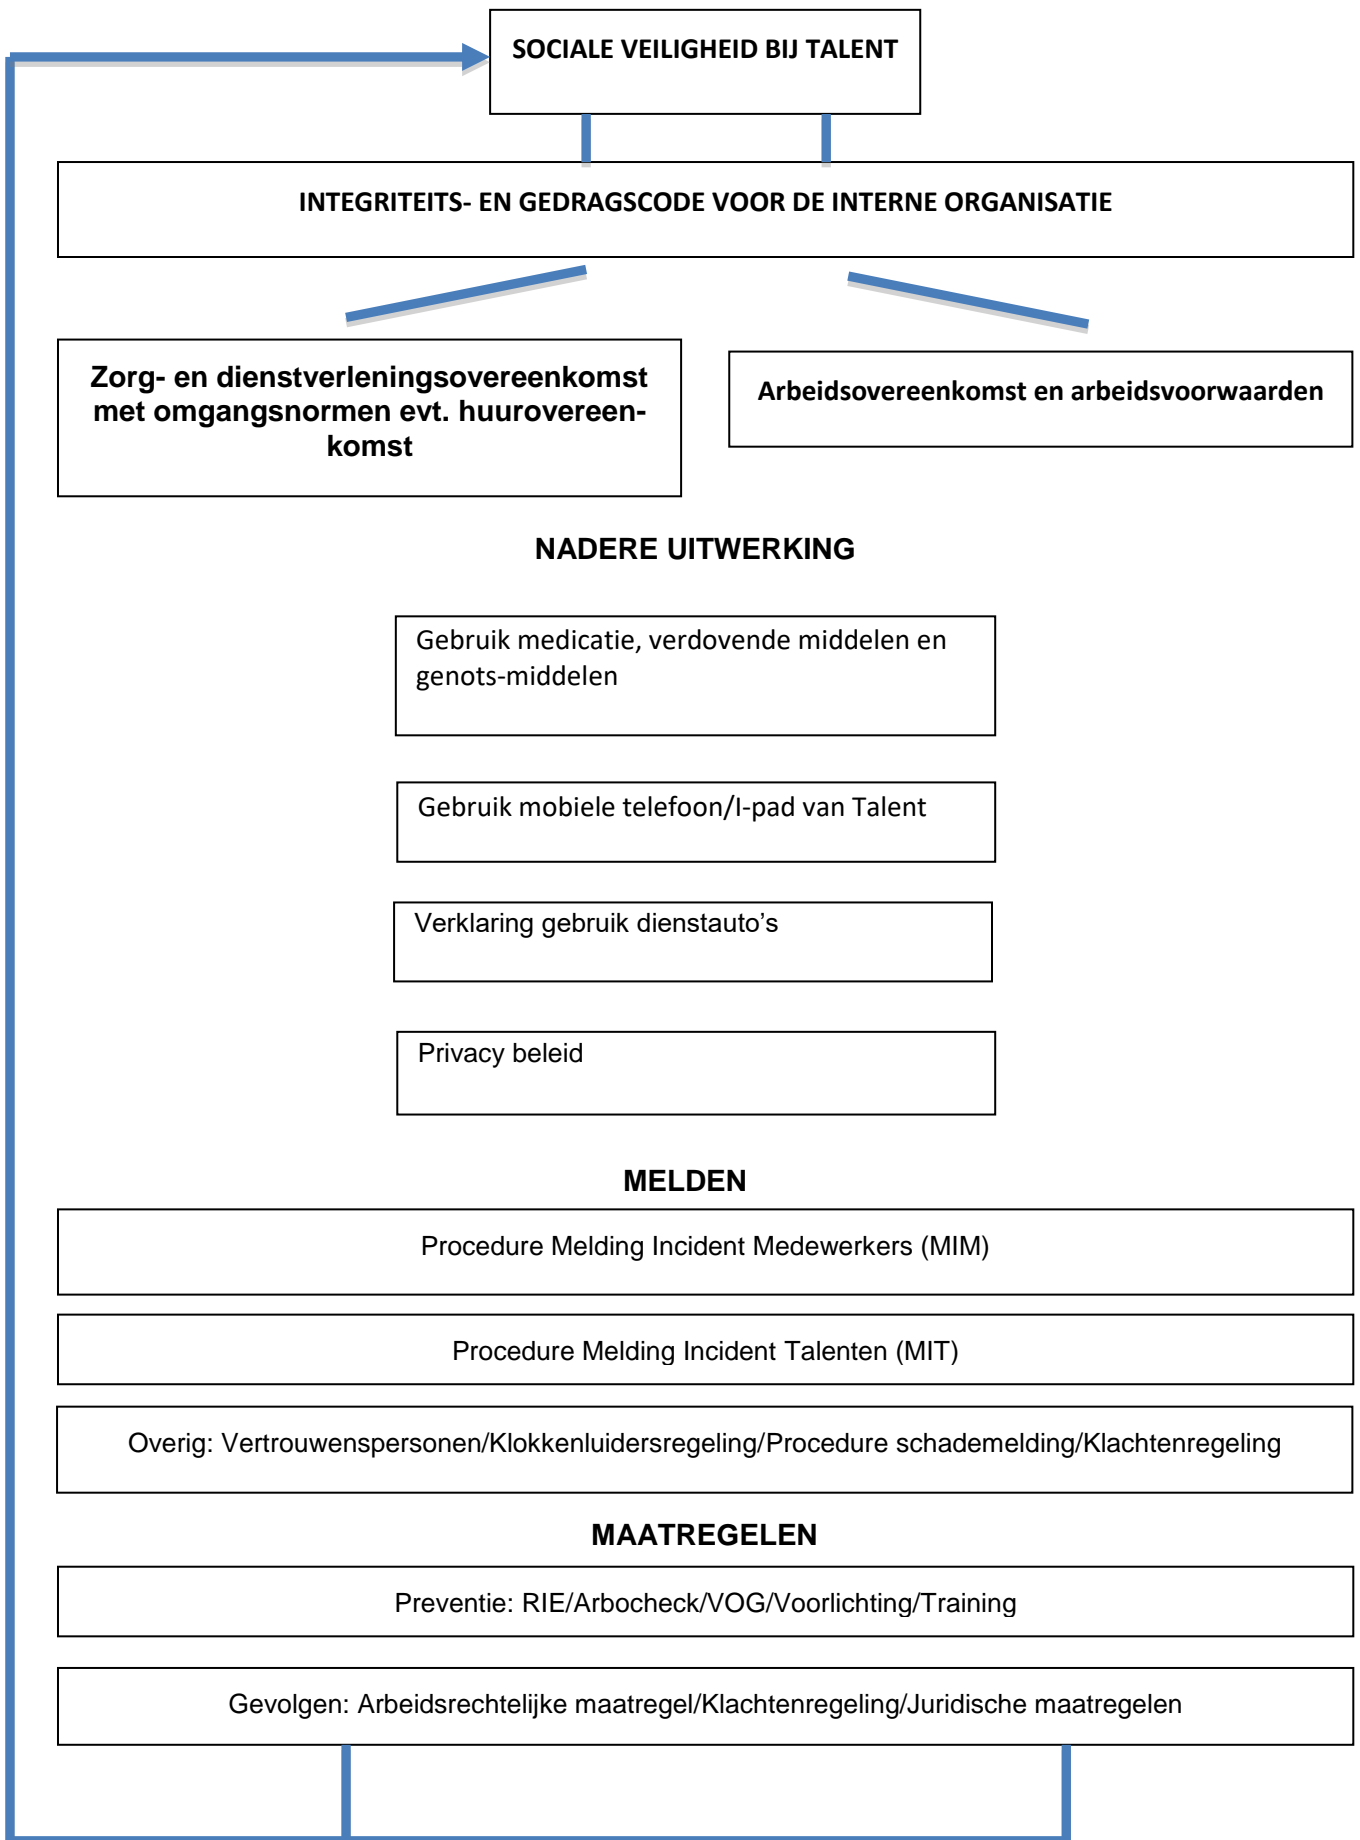 SOCIALE VEILIGHEID BIJ TALENT
INTEGRITEITS- EN GEDRAGSCODE VOOR DE INTERNE ORGANISATIE
Zorg- en dienstverleningsovereenkomst
met omgangsnormen evt. huurovereen-
komst
Arbeidsovereenkomst en arbeidsvoorwaarden
NADERE UITWERKING
Gebruik medicatie, verdovende middelen en
genots-middelen
Gebruik mobiele telefoon/I-pad van Talent
Verklaring gebruik dienstauto’s
Privacy beleid
MELDEN
Procedure Melding Incident Medewerkers (MIM)
Procedure Melding Incident Talenten (MIT)
Overig: Vertrouwenspersonen/Klokkenluidersregeling/Procedure schademelding/Klachtenregeling
MAATREGELEN
Preventie: RIE/Arbocheck/VOG/Voorlichting/Training
Gevolgen: Arbeidsrechtelijke maatregel/Klachtenregeling/Juridische maatregelen